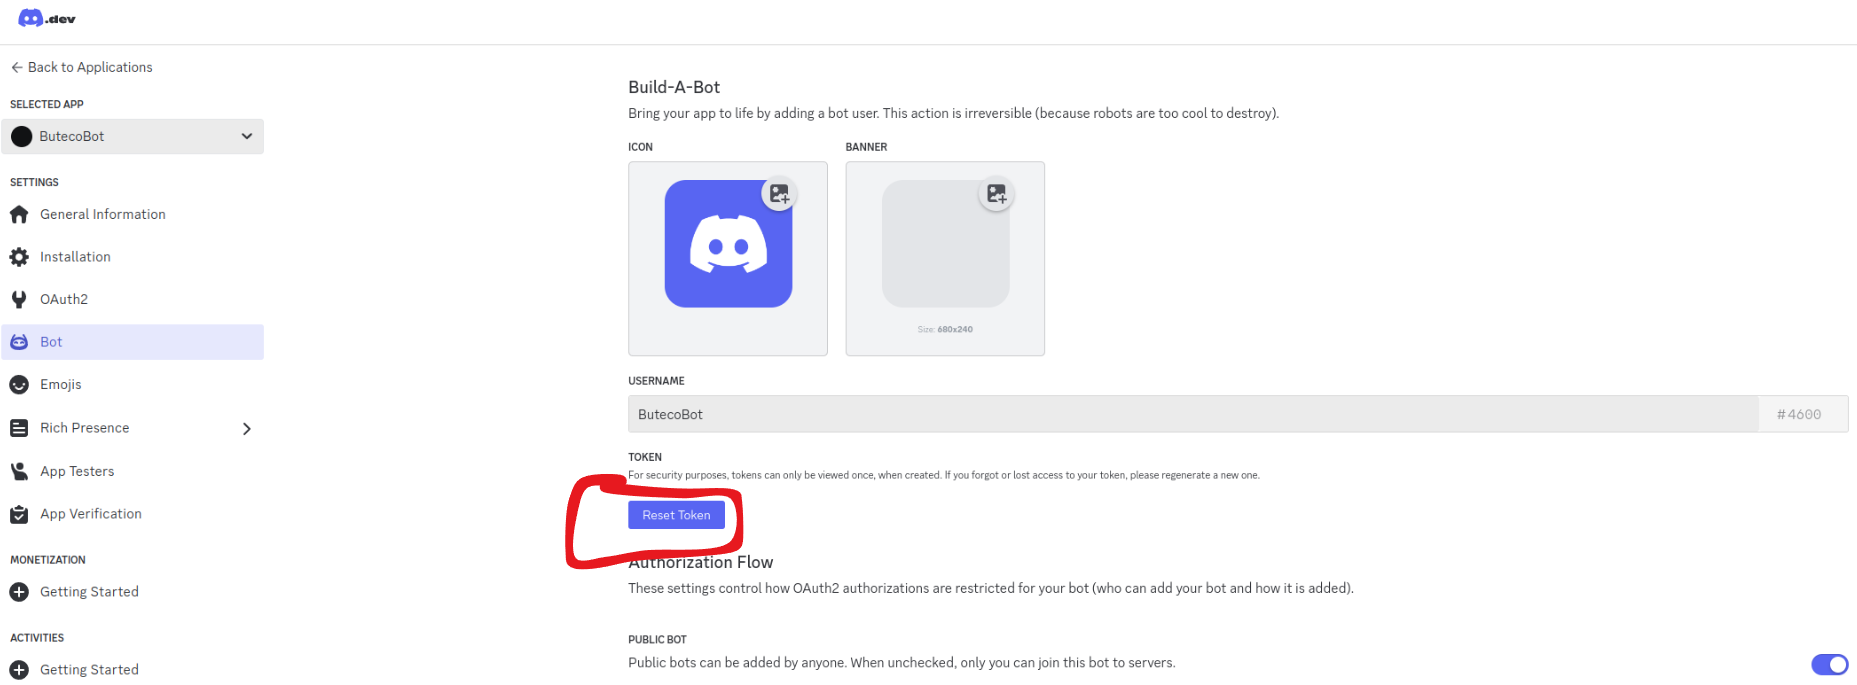 .dev
Back to Applications
SELECTED APP
ButecoBot
SETTINGS
General Information
Installation
OAuth2
Bot
Emojis
Rich Presence
App Testers
App Verification
MONETIZATION
Getting Started
ACTIVITIES
Getting Started
Build-A-Bot
Bring your app to life by adding a bot user. This action is irreversible (because robots are too cool to destroy).
ICON
BANNER
Size: 680x240
USERNAME
ButecoBot
#4600
TOKEN
For security purposes, tokens can only be viewed once, when created. If you forgot or lost access to your token, please regenerate a new one.
Reset Token
Authorization Flow
These settings control how OAuth2 authorizations are restricted for your bot (who can add your bot and how it is added).
PUBLIC BOT
Public bots can be added by anyone. When unchecked, only you can join this bot to servers.